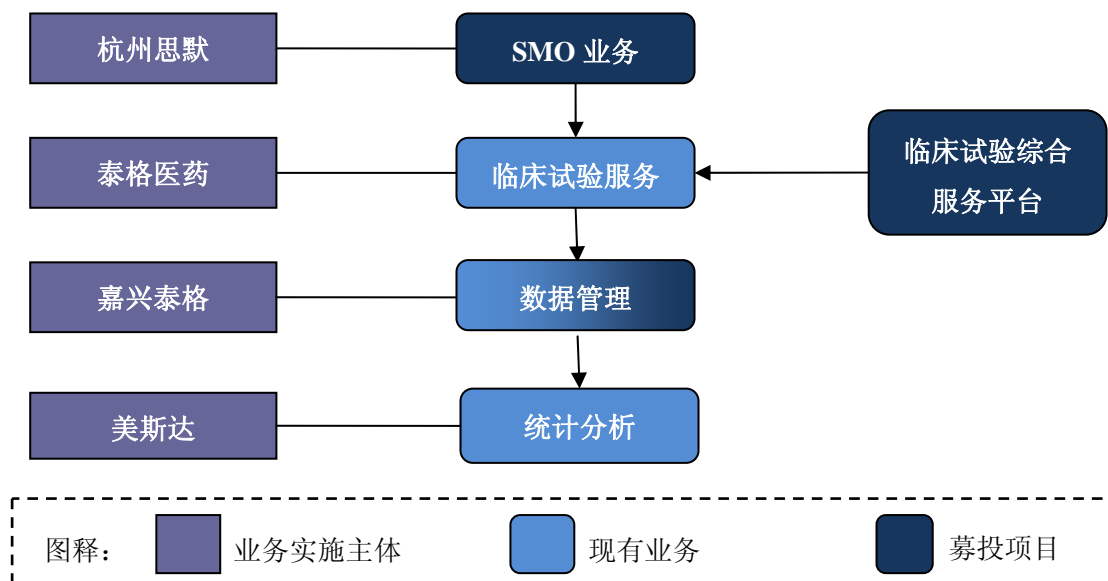 杭州思默
SMO 业务
泰格医药
临床试验服务
临床试验综合
服务平台
嘉兴泰格
数据管理
美斯达
统计分析
图释：
业务实施主体
现有业务
募投项目